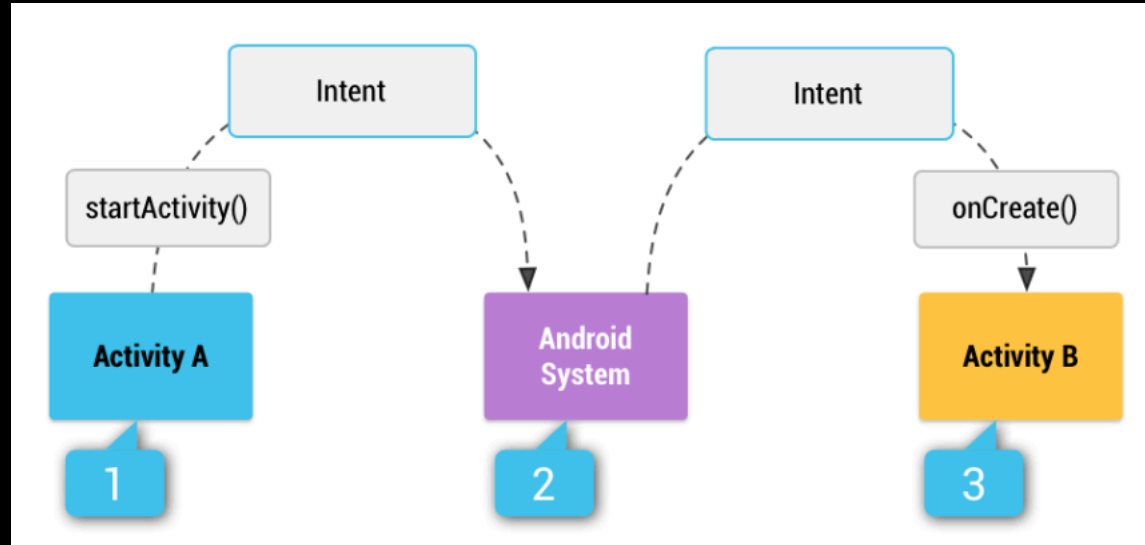 Intent
Intent
startActivity()
onCreate()
Activity A
Android
System
Activity B
1
2
3